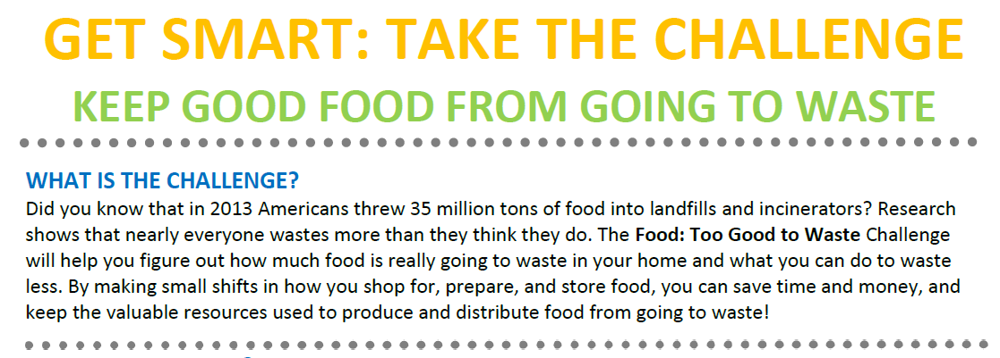 GET SMART: TAKE THE CHALLENGE
KEEP GOOD FOOD FROM GOING TO WASTE
WHAT IS THE CHALLENGE?
Did you know that in 2013 Americans threw 35 million tons of food into landfills and incinerators? Research
shows that nearly everyone wastes more than they think they do. The Food: Too Good to Waste Challenge
will help you figure out how much food is really going to waste in your home and what you can do to waste
less. By making small shifts in how you shop for, prepare, and store food, you can save time and money, and
keep the valuable resources used to produce and distribute food from going to waste!